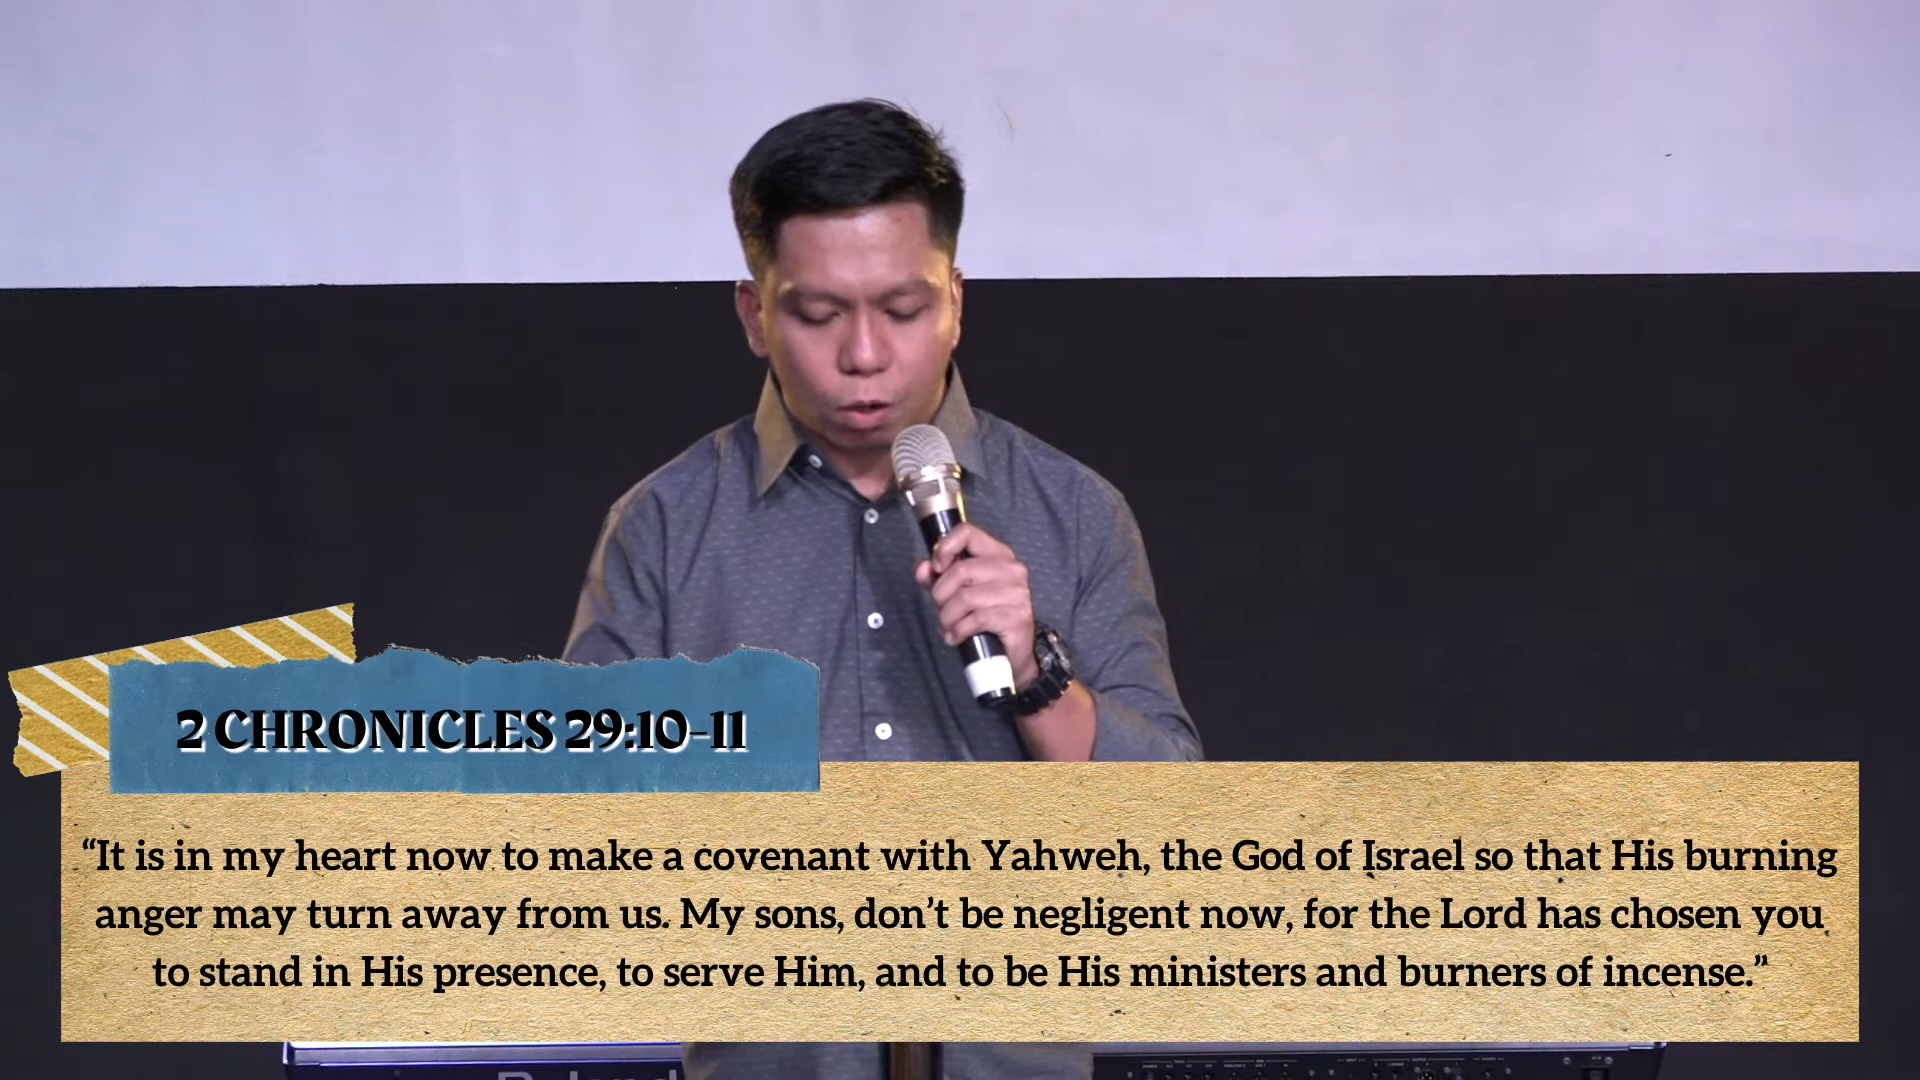 2 CHRONICLES 29:10-11
“It is in my heart now to make a covenant with Yahweh, the God of Israel so that His burning
anger may turn away from us. My sons, don’t be negligent now, for the Lord has chosen you
to stand in His presence, to serve Him, and to be His ministers and burners of incense.”
Roland